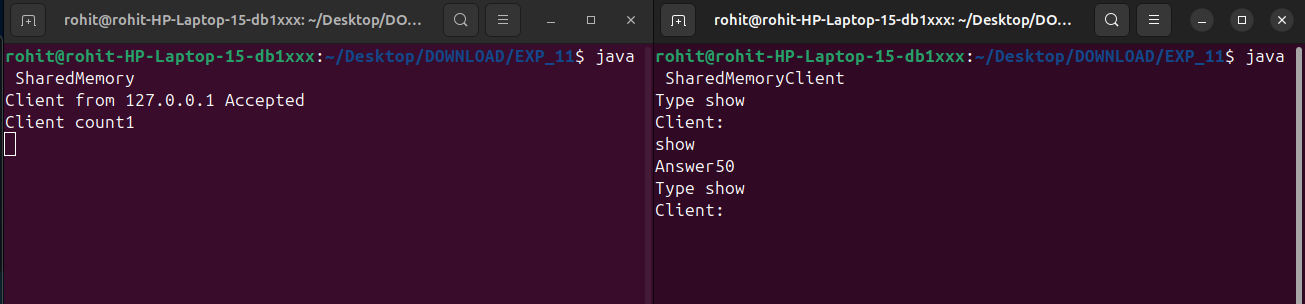 rohit@rohit-HP-Laptop-15-db1xxx: ~/Desktop/DO...
rohit@rohit-HP-Laptop-15-db1xxx:~/Desktop/DOWNLOAD/EXP_11$ java
SharedMemory
Client from 127.0.0.1 Accepted
Client count1
rohit@rohit-HP-Laptop-15-db1xxx: ~/Desktop/DO...
rohit@rohit-HP-Laptop-15-db1xxx:~/Desktop/DOWNLOAD/EXP_11$ java
SharedMemoryClient
Type show
Client:
show
Answer50
Type show
Client: